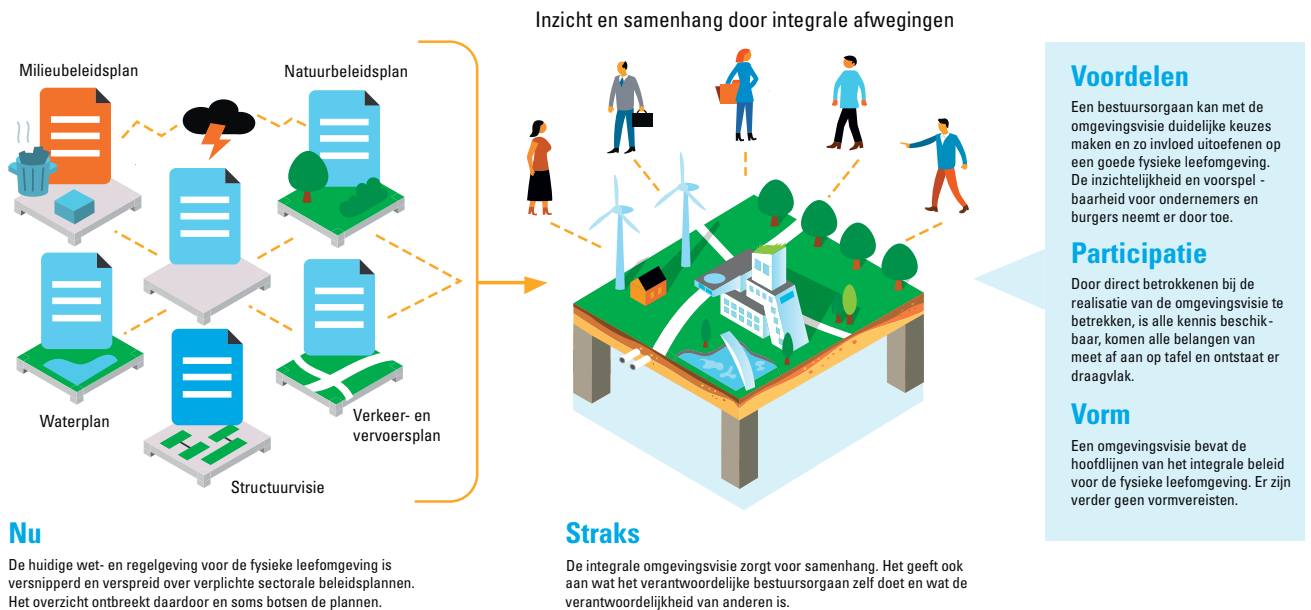 Inzicht en samenhang door integrale afwegingen
Milieubeleidsplan
Natuurbeleidsplan
Waterplan
Verkeer- en
vervoersplan
Structuurvisie
Nu
De huidige wet- en regelgeving voor de fysieke leefomgeving is
versnipperd en verspreid over verplichte sectorale beleidsplannen.
Het overzicht ontbreekt daardoor en soms botsen de plannen.
Straks
De integrale omgevingsvisie zorgt voor samenhang. Het geeft ook
aan wat het verantwoordelijke bestuursorgaan zelf doet en wat de
verantwoordelijkheid van anderen is.
Voordelen
Een bestuursorgaan kan met de
omgevingsvisie duidelijke keuzes
maken en zo invloed uitoefenen op
een goede fysieke leefomgeving.
De inzichtelijkheid en voorspel -
baarheid voor ondernemers en
burgers neemt er door toe.
Participatie
Door direct betrokkenen bij de
realisatie van de omgevingsvisie te
betrekken, is alle kennis beschik-
baar, komen alle belangen van
meet af aan op tafel en ontstaat er
draagvlak.
Vorm
Een omgevingsvisie bevat de
hoofdlijnen van het integrale beleid
voor de fysieke leefomgeving. Er zijn
verder geen vormvereisten.